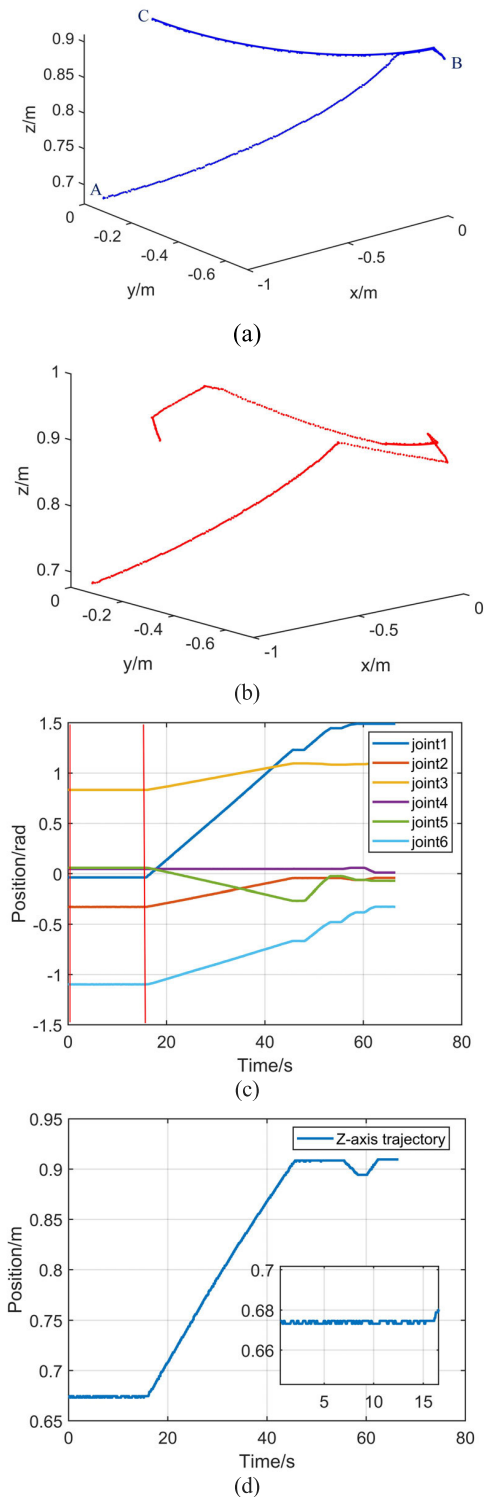 C
B
A
0.9
0.85
0.8
0.75
0.7
z/m
0
-0.2
-0.4
-0.6
-1
-0.5
0
y/m
x/m
(a)
1
0.9
0.8
0.7
z/m
0
-0.2
-0.4
-0.6
-1
-0.5
0
y/m
x/m
(b)
1.5
1
0.5
0
-0.5
-1
-1.5
Position/rad
joint1
joint2
joint3
joint4
joint5
joint6
0 20 40 60 80
Time/s
(c)
0.95
0.9
0.85
0.8
0.75
0.7
0.65
Position/m
Z-axis trajectory
0.7
0.68
0.66
5 10 15
0 20 40 60 80
Time/s
(d)